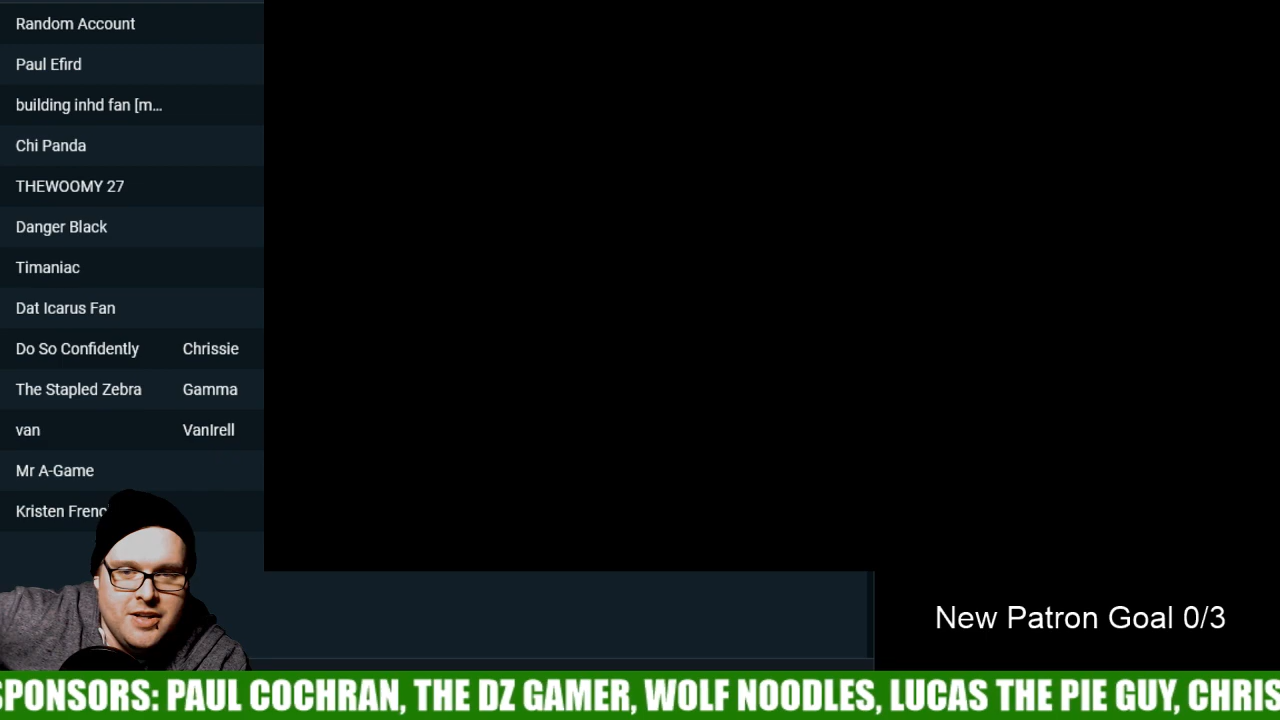 Random Account
Paul Efird
building inhd fan [m...
Chi Panda
THEWOOMY 27
Danger Black
Timaniac
Dat Icarus Fan
Do So Confidently Chrissie
The Stapled Zebra Gamma
van VanIrell
Mr A-Game
Kristen
New Patron Goal 0/3
SPONSORS: PAUL COCHRAN, THE DZ GAMER, WOLF NOODLES, LUCAS THE PIE GUY, CHRIS